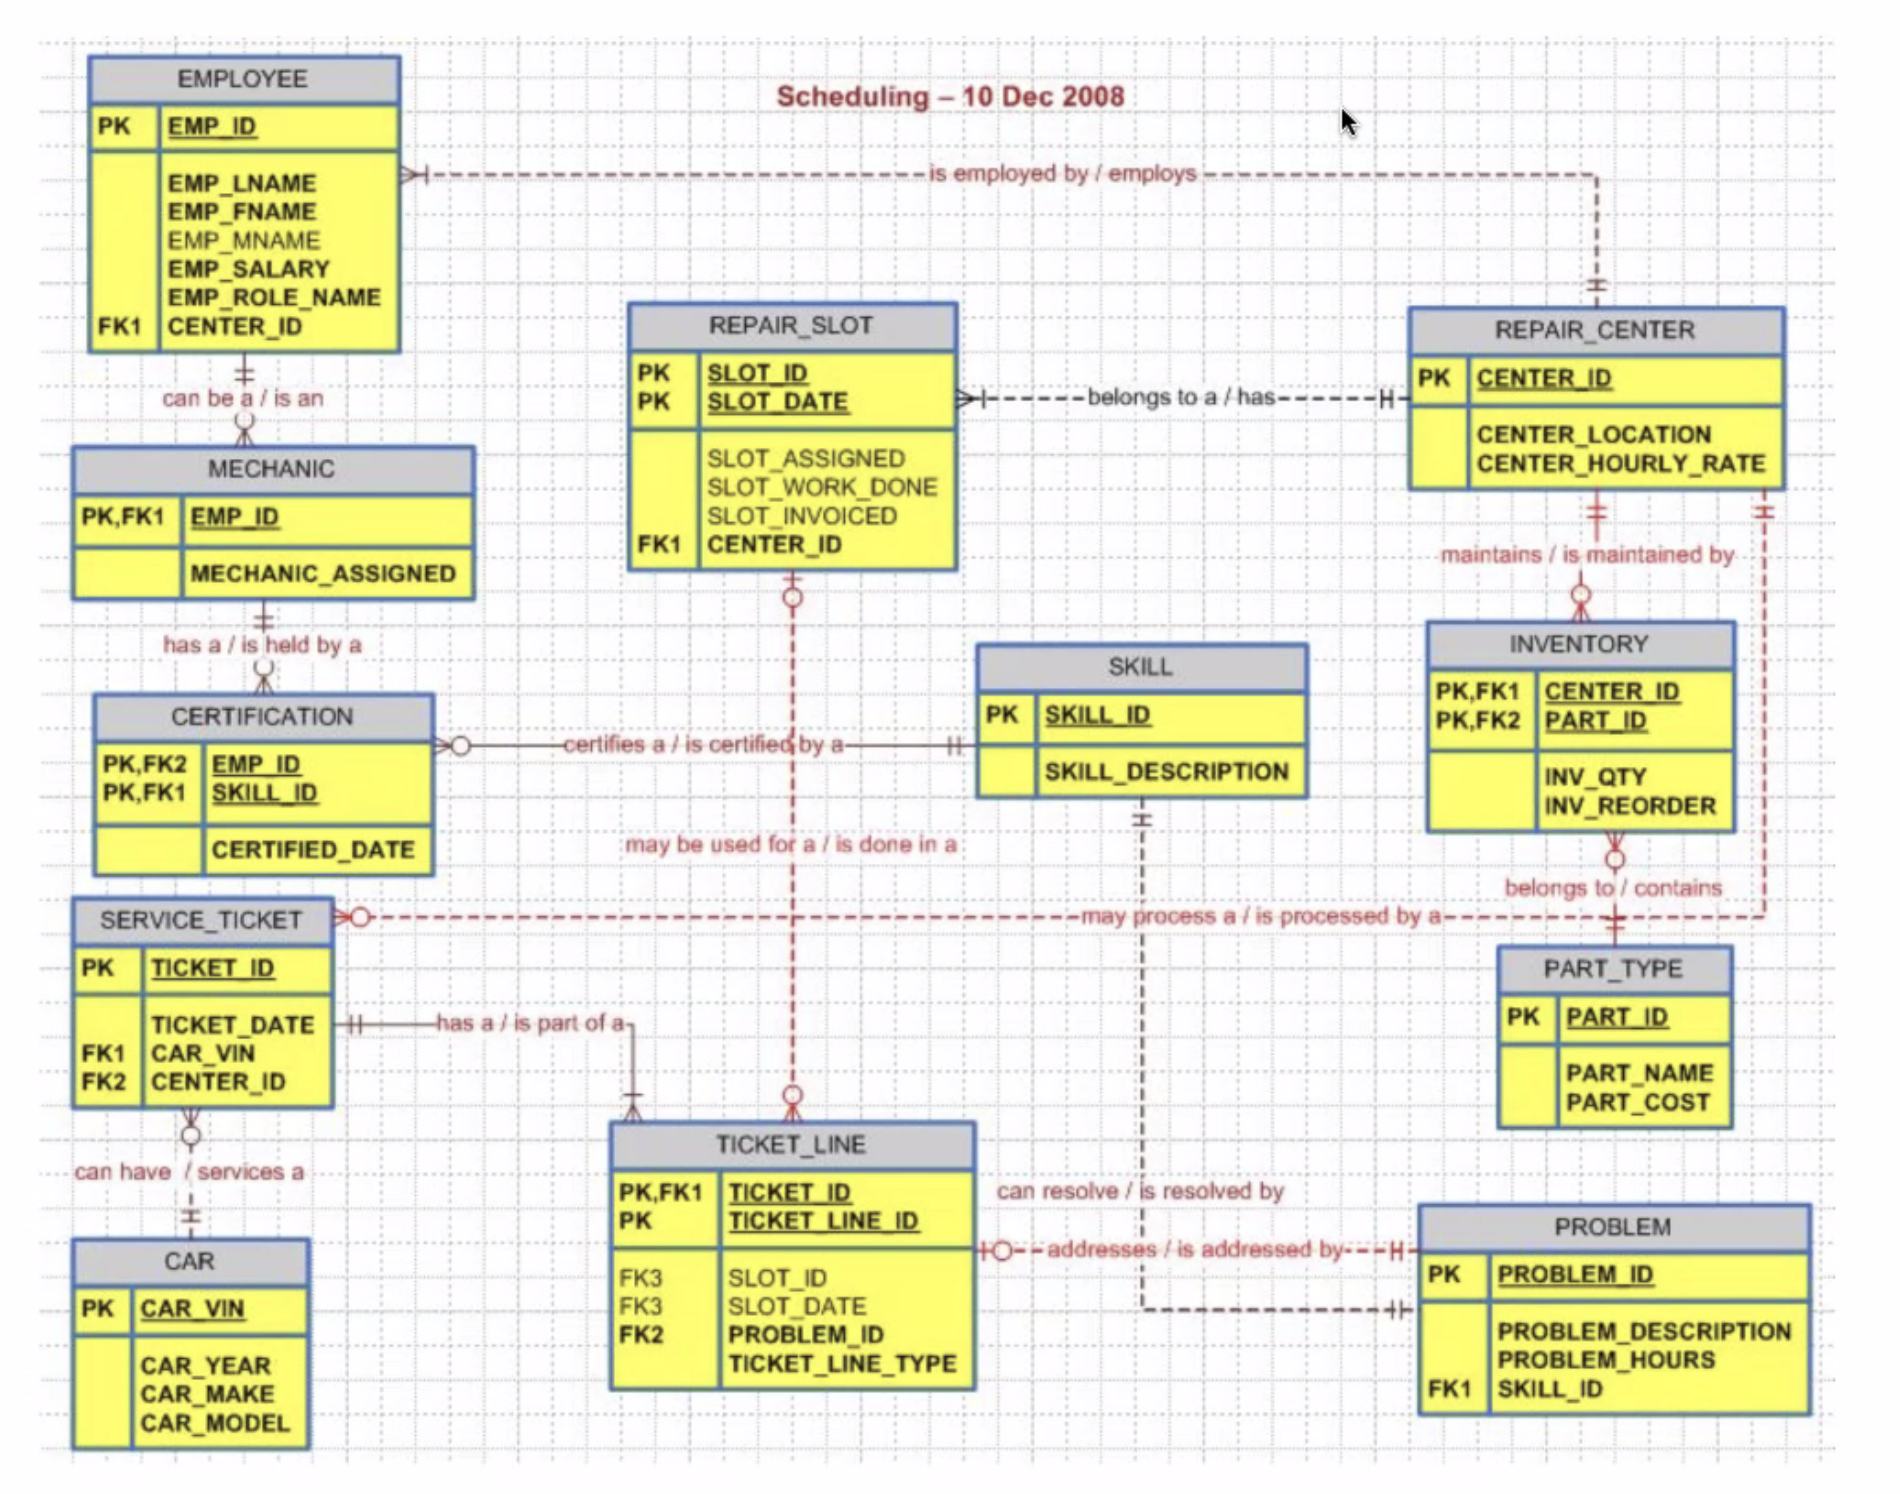 Scheduling – 10 Dec 2008
EMPLOYEE
PK EMP_ID
EMP_LNAME
EMP_FNAME
EMP_MNAME
EMP_SALARY
EMP_ROLE_NAME
FK1 CENTER_ID
is employed by / employs
can be a / is an
MECHANIC
PK,FK1 EMP_ID
MECHANIC_ASSIGNED
has a / is held by a
CERTIFICATION
PK,FK2 EMP_ID
PK,FK1 SKILL_ID
CERTIFIED_DATE
REPAIR_SLOT
PK SLOT_ID
PK SLOT_DATE
SLOT_ASSIGNED
SLOT_WORK_DONE
SLOT_INVOICED
FK1 CENTER_ID
belongs to a / has
REPAIR_CENTER
PK CENTER_ID
CENTER_LOCATION
CENTER_HOURLY_RATE
maintains / is maintained by
INVENTORY
PK,FK1 CENTER_ID
PK,FK2 PART_ID
INV_QTY
INV_REORDER
belongs to / contains
SKILL
PK SKILL_ID
SKILL_DESCRIPTION
certifies a / is certified by a
may be used for a / is done in a
may process a / is processed by a
SERVICE_TICKET
PK TICKET_ID
TICKET_DATE
FK1 CAR_VIN
FK2 CENTER_ID
has a / is part of a
can have / services a
CAR
PK CAR_VIN
CAR_YEAR
CAR_MAKE
CAR_MODEL
TICKET_LINE
PK,FK1 TICKET_ID
PK TICKET_LINE_ID
FK3 SLOT_ID
FK3 SLOT_DATE
FK2 PROBLEM_ID
TICKET_LINE_TYPE
can resolve / is resolved by
addresses / is addressed by
PART_TYPE
PK PART_ID
PART_NAME
PART_COST
PROBLEM
PK PROBLEM_ID
PROBLEM_DESCRIPTION
PROBLEM_HOURS
FK1 SKILL_ID